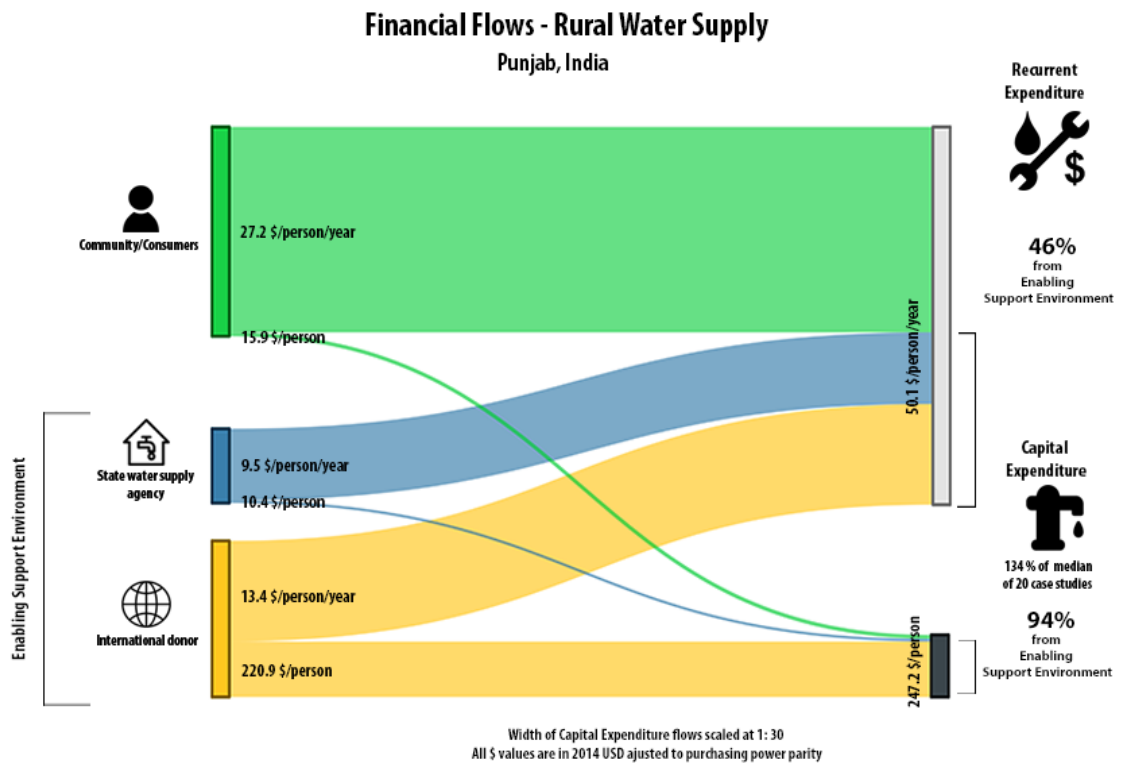 Financial Flows - Rural Water Supply
Punjab, India
Recurrent
Expenditure
$
Community/Consumers
27.2 $/person/year
15.9 $/person
46%
from
Enabling
Support Environment
50.1 $/person/year
Enabling Support Environment
State water supply
agency
9.5 $/person/year
10.4 $/person
Capital
Expenditure
134 % of median
of 20 case studies
International donor
13.4 $/person/year
220.9 $/person
94%
from
Enabling
Support Environment
247.2 $/person
Width of Capital Expenditure flows scaled at 1: 30
All $ values are in 2014 USD ajusted to purchasing power parity